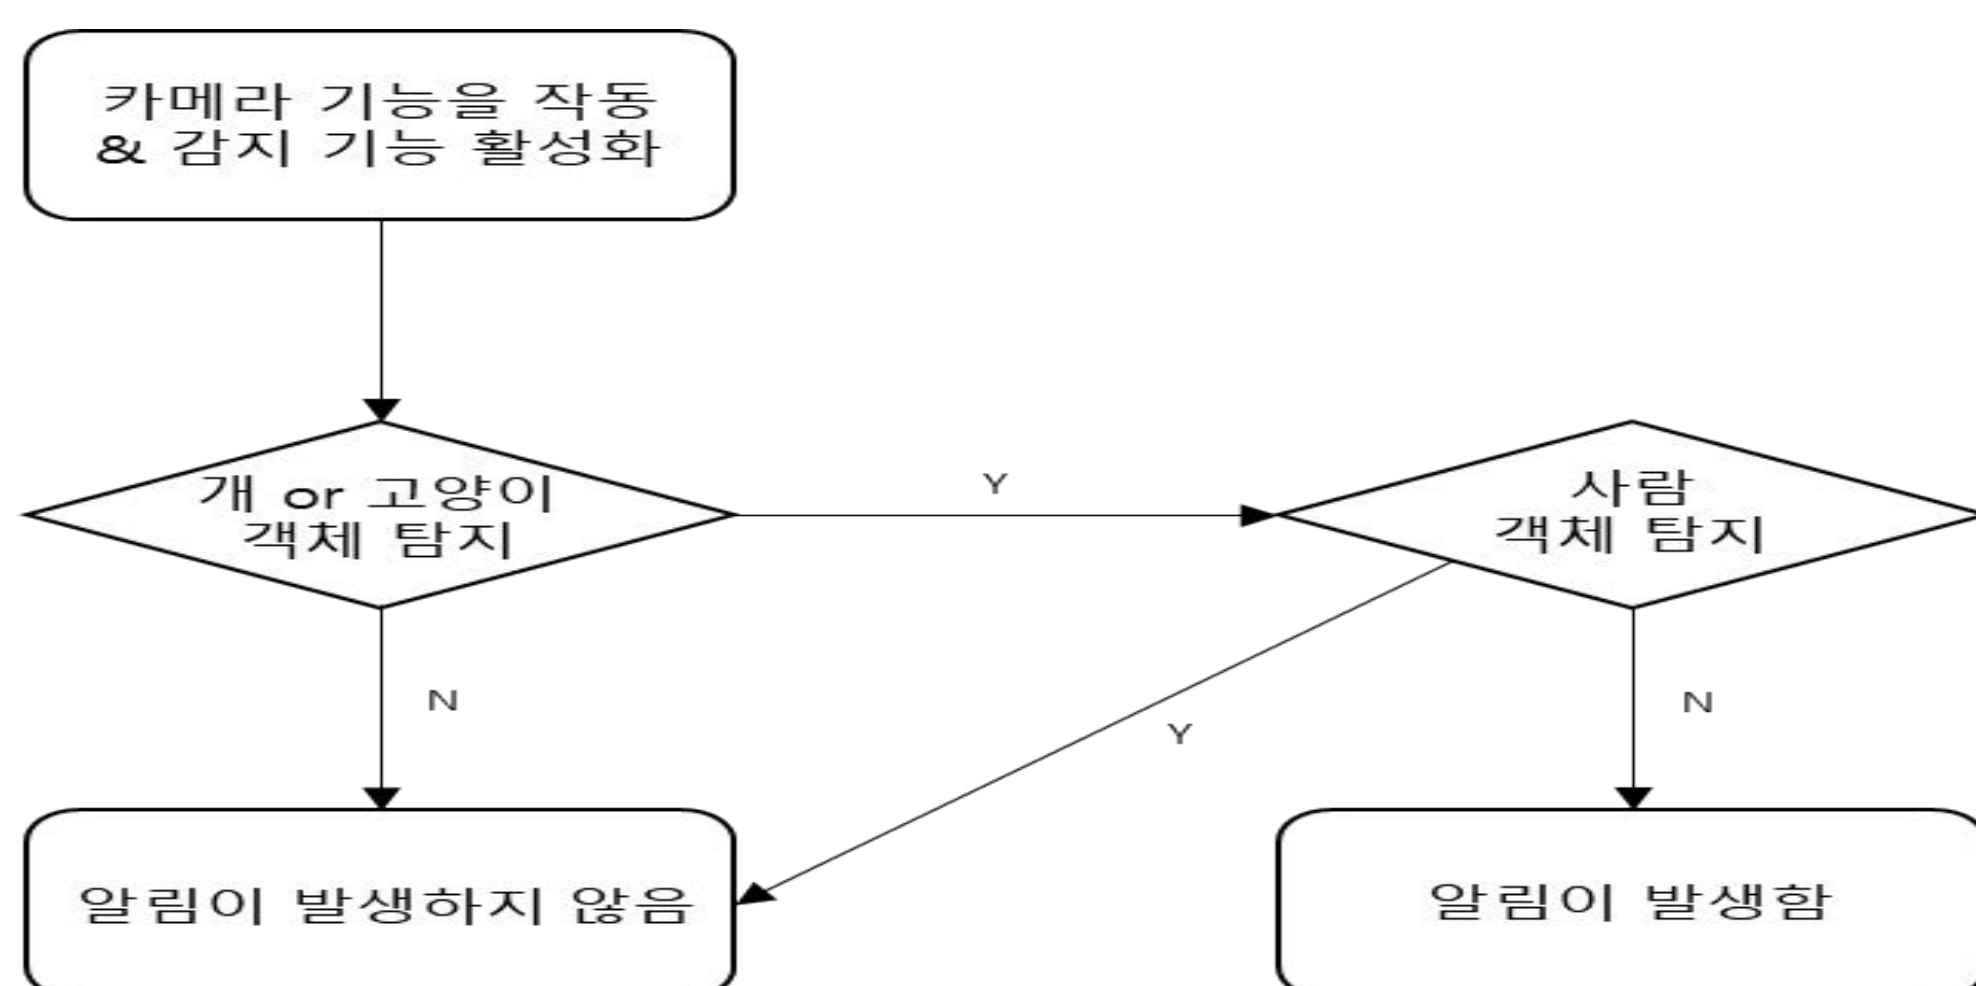 카메라 기능을 작동
& 감지 기능 활성화
개 or 고양이
객체 탐지
Y
사람
객체 탐지
N
Y
N
알림이 발생하지 않음
알림이 발생함